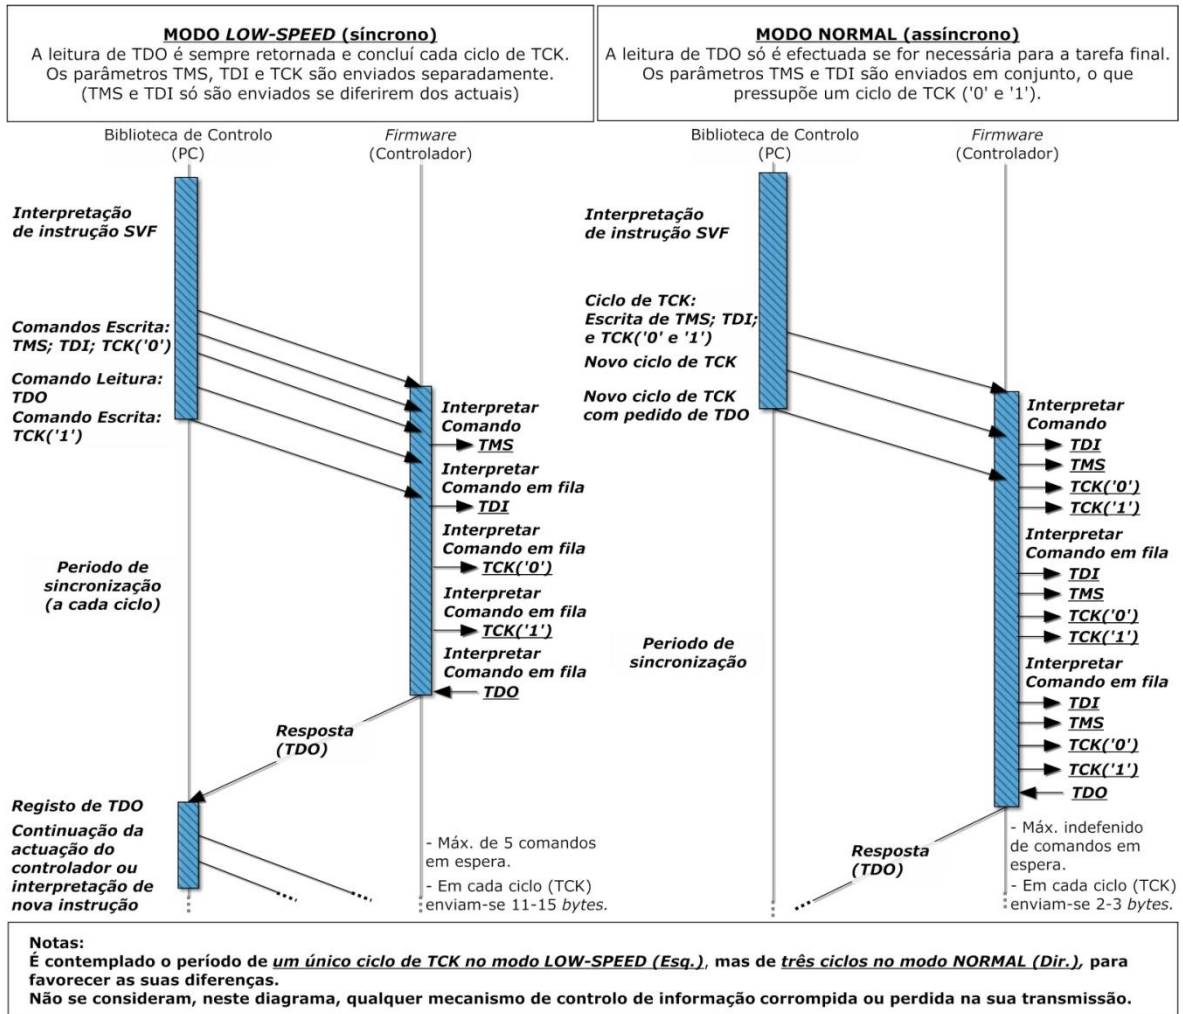 MODO LOW-SPEED (síncrono)
A leitura de TDO é sempre retornada e concluí cada ciclo de TCK.
Os parâmetros TMS, TDI e TCK são enviados separadamente.
(TMS e TDI só são enviados se diferirem dos actuais)
Biblioteca de Controlo
(PC)
Firmware
(Controlador)
Interpretação
de instrução SVF
Comandos Escrita:
TMS; TDI; TCK('0')
Comando Leitura:
TDO
Comando Escrita:
TCK('1')
Interpretar
Comando
TMS
Interpretar
Comando em fila
TDI
Interpretar
Comando em fila
TCK('0')
Interpretar
Comando em fila
TCK('1')
Interpretar
Comando em fila
TDO
Periodo de
sincronização
(a cada ciclo)
Resposta
(TDO)
Registo de TDO
Continuação da
actuação do
controlador ou
interpretação de
nova instrução
- Máx. de 5 comandos
em espera.
- Em cada ciclo (TCK)
enviam-se 11-15 bytes.
MODO NORMAL (assíncrono)
A leitura de TDO só é efectuada se for necessária para a tarefa final.
Os parâmetros TMS e TDI são enviados em conjunto, o que
pressupõe um ciclo de TCK ('0' e '1').
Biblioteca de Controlo
(PC)
Firmware
(Controlador)
Interpretação
de instrução SVF
Ciclo de TCK:
Escrita de TMS; TDI;
e TCK('0' e '1')
Novo ciclo de TCK
Novo ciclo de TCK
com pedido de TDO
Interpretar
Comando
TDI
TMS
TCK('0')
TCK('1')
Interpretar
Comando em fila
TDI
TMS
TCK('0')
TCK('1')
Interpretar
Comando em fila
TDI
TMS
TCK('0')
TCK('1')
TDO
Periodo de
sincronização
Resposta
(TDO)
- Máx. indefenido
de comandos em
espera.
- Em cada ciclo (TCK)
enviam-se 2-3 bytes.
Notas:
É contemplado o período de um único ciclo de TCK no modo LOW-SPEED (Esq.), mas de três ciclos no modo NORMAL (Dir.), para
favorecer as suas diferenças.
Não se consideram, neste diagrama, qualquer mecanismo de controlo de informação corrompida ou perdida na sua transmissão.